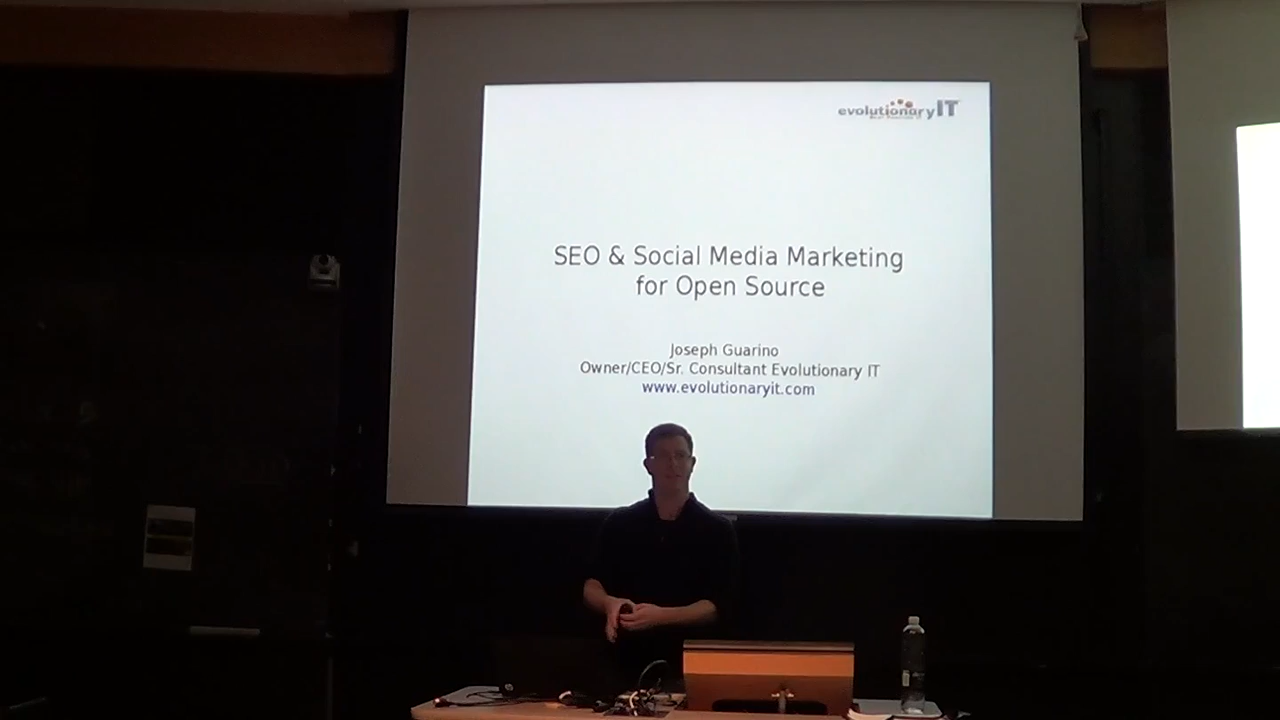 evolutionaryIT
SEO & Social Media Marketing
for Open Source
Joseph Guarino
Owner/CEO/Sr. Consultant Evolutionary IT
www.evolutionaryit.com